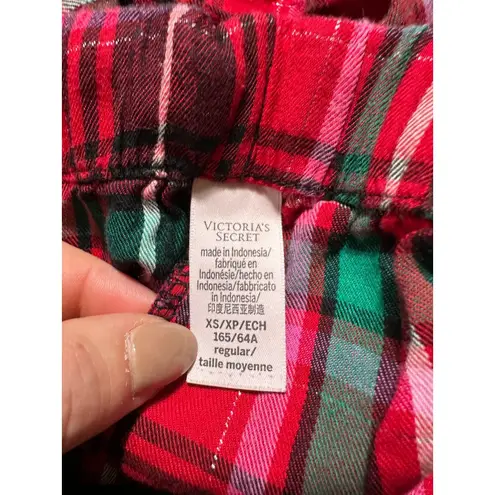 VICTORIA'S
SECRET
made in Indonesia/
fabriqué en
Indonésie/hecho en
Indonesia/fabbricato
in Indonesia/
印度尼西亚制造
XS/XP/ECH
165/64A
regular/
taille moyenne